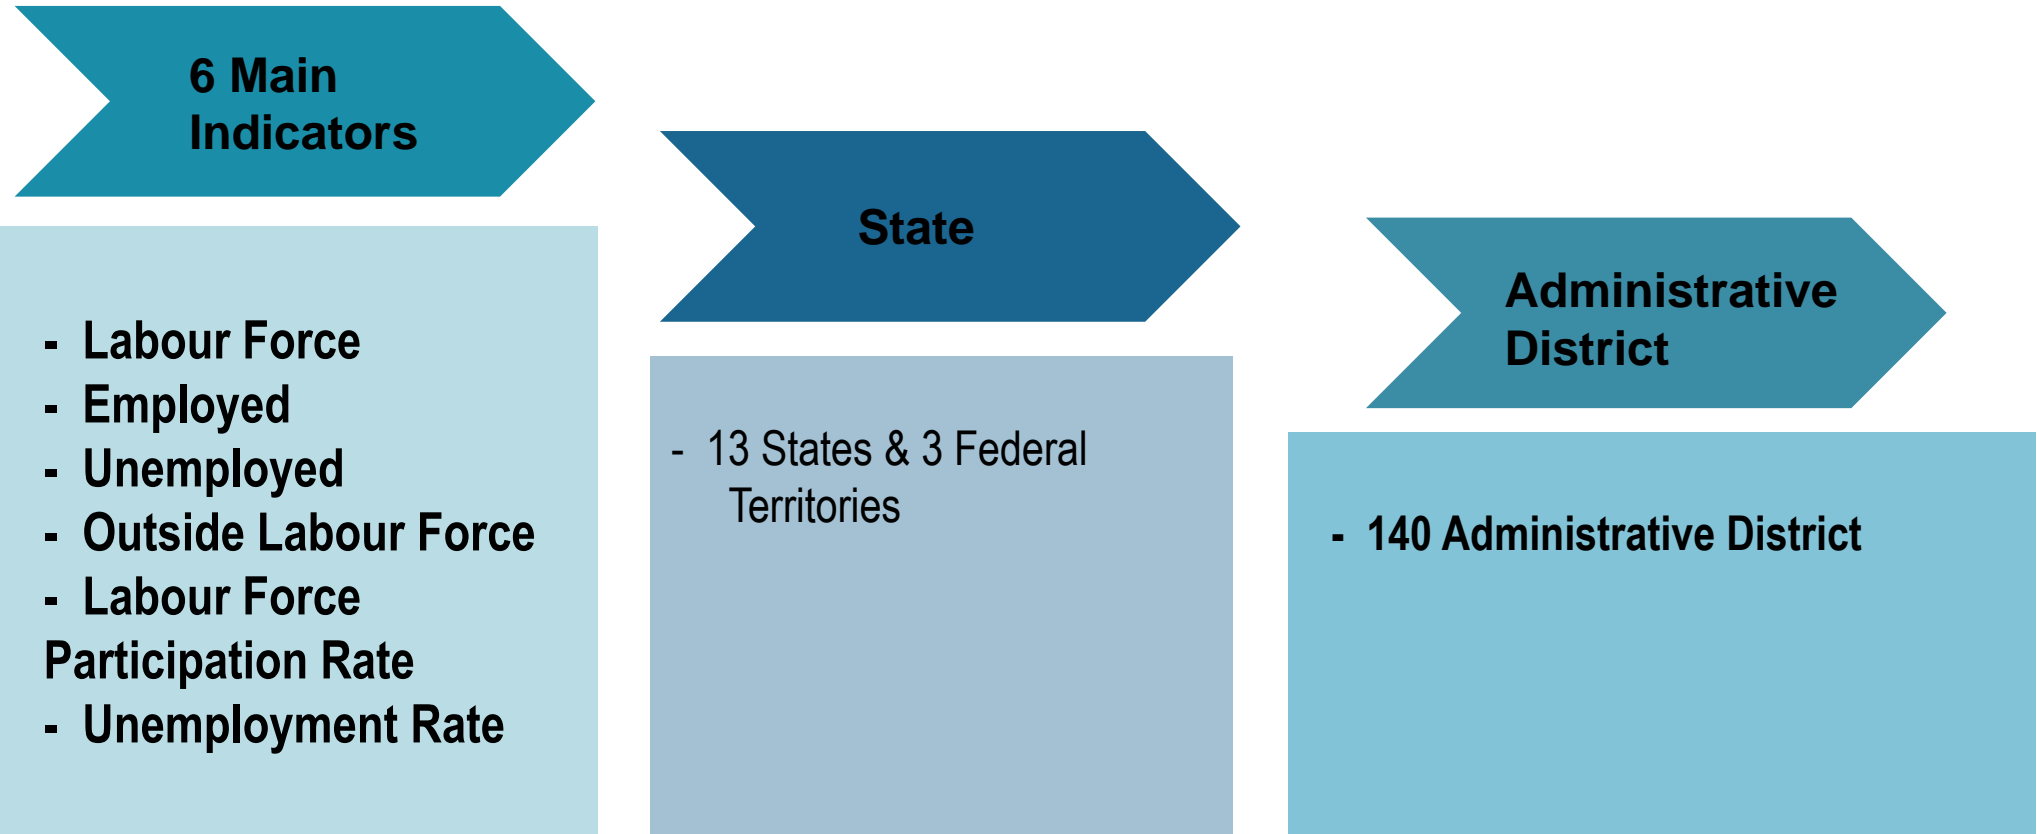 6 Main
Indicators
- Labour Force
- Employed
- Unemployed
- Outside Labour Force
- Labour Force
Participation Rate
- Unemployment Rate
State
- 13 States & 3 Federal
Territories
Administrative
District
- 140 Administrative District